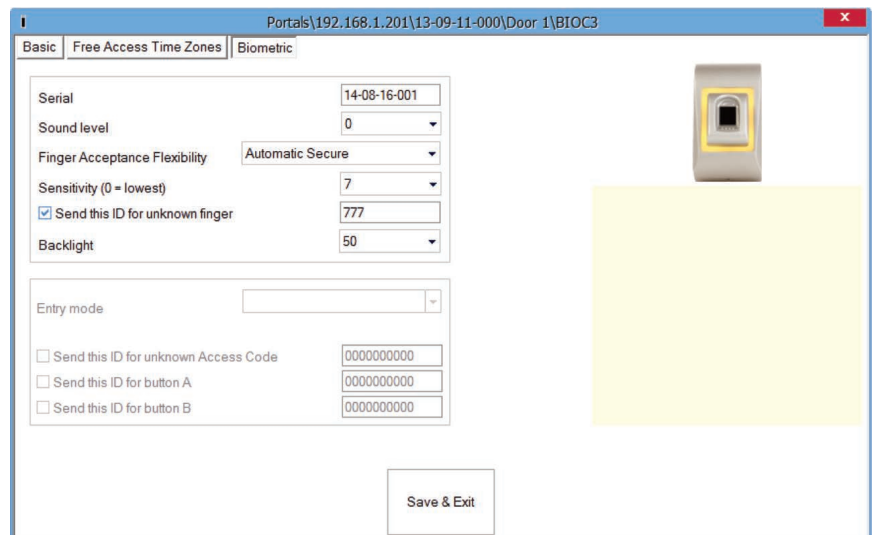 Portals\192.168.1.201\13-09-11-000\Door 1\BIOC3 x
Basic Free Access Time Zones Biometric
Serial 14-08-16-001
Sound level 0
Finger Acceptance Flexibility Automatic Secure
Sensitivity (0 = lowest) 7
Send this ID for unknown finger 777
Backlight 50
Entry mode
Send this ID for unknown Access Code 0000000000
Send this ID for button A 0000000000
Send this ID for button B 0000000000
Save & Exit